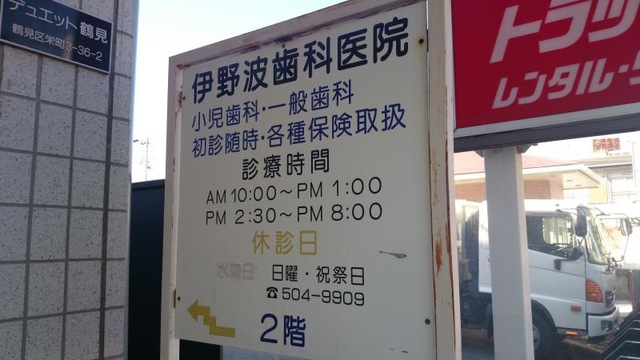 デュエット鶴見
鶴見区栄町3-36-2
伊野波歯科医院
小児歯科・一般歯科
初診随時・各種保険取扱
診療時間
AM 10:00～PM 1:00
PM 2:30～PM 8:00
休診日
日曜・祝祭日
☎504-9909
2階
トラッ
レンタル・